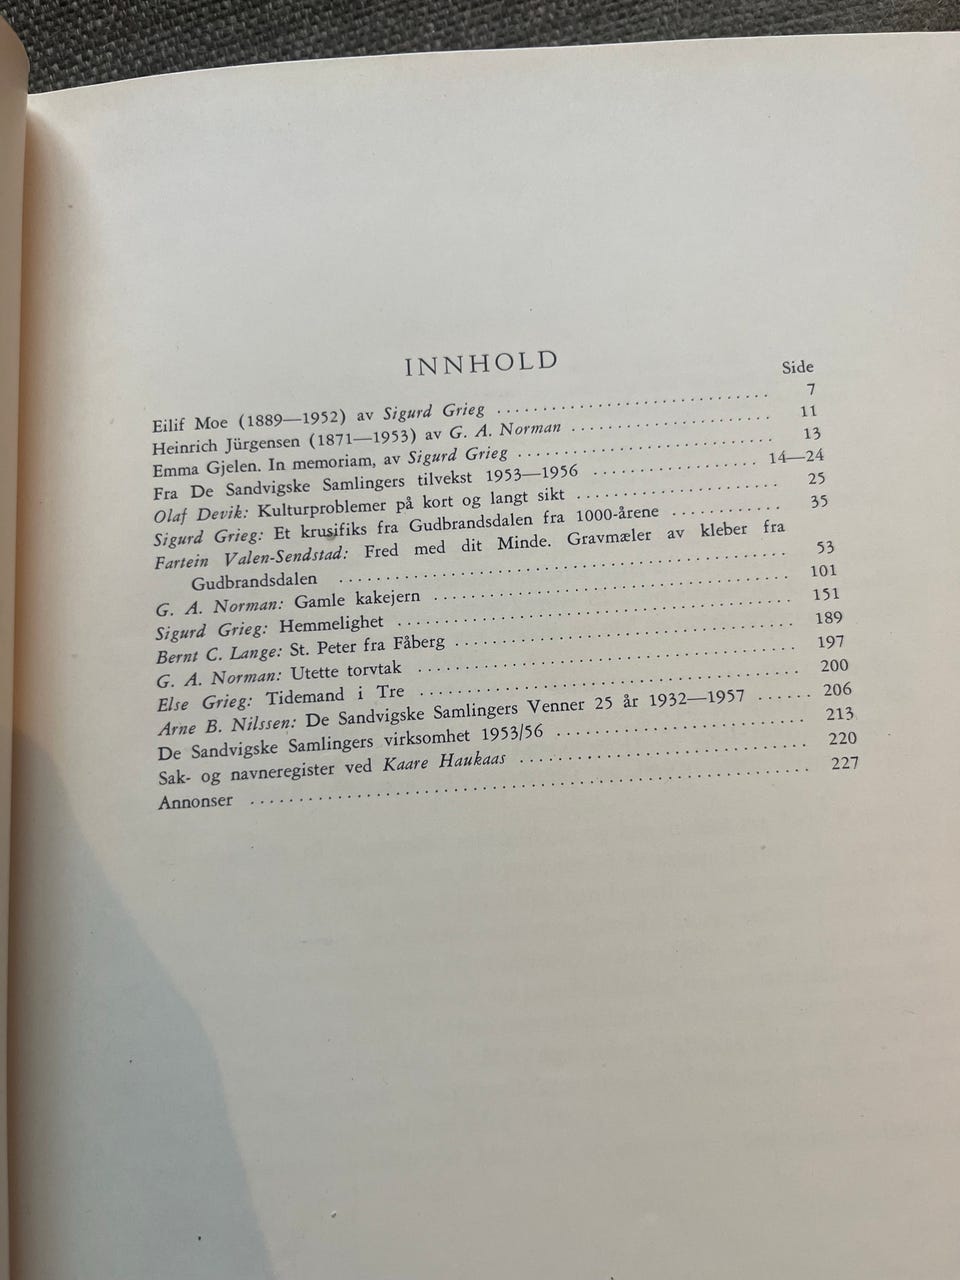 INNHOLD
Side
Eilif Moe (1889—1952) av Sigurd Grieg ........................ 7
Heinrich Jürgensen (1871—1953) av G. A. Norman ................ 11
Emma Gjelen. In memoriam, av Sigurd Grieg ..................... 13
Fra De Sandvigske Samlingers tilvekst 1953—1956 ............... 14—24
Olaf Devik: Kulturproblemer på kort og langt sikt ............. 25
Sigurd Grieg: Et krusifiks fra Gudbrandsdalen fra 1000-årene ............ 35
Fartein Valen-Sendstad: Fred med dit Minde. Gravmæler av kleber fra
Gudbrandsdalen ........................................ 53
G. A. Norman: Gamle kakejern .................................. 101
Sigurd Grieg: Hemmelighet ..................................... 151
Bernt C. Lange: St. Peter fra Fåberg .......................... 189
G. A. Norman: Utette torvtak .................................. 197
Else Grieg: Tidemand i Tre .................................... 200
Arne B. Nilssen: De Sandvigske Samlingers Venner 25 år 1932—1957 ...... 206
De Sandvigske Samlingers virksomhet 1953/56 ................... 213
Sak- og navneregister ved Kaare Haukaas ....................... 220
Annonser ...................................................... 227